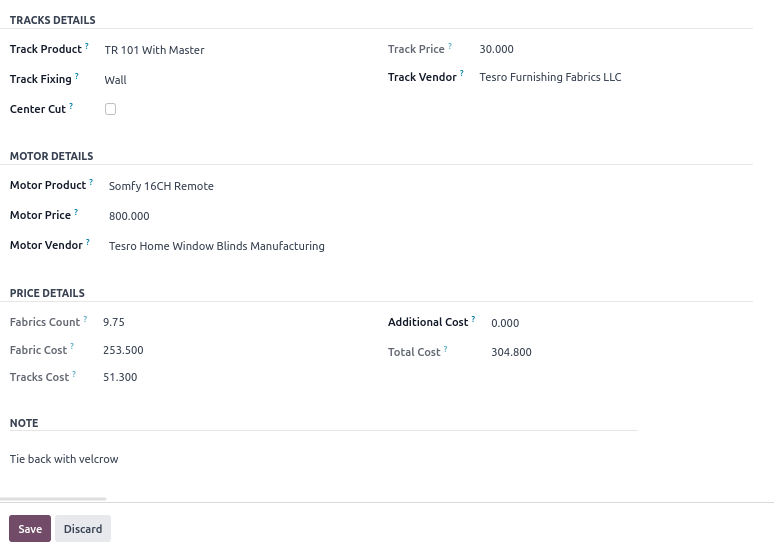 TRACKS DETAILS
Track Product ? TR 101 With Master
Track Price ? 30.000
Track Fixing ? Wall
Track Vendor ? Tesro Furnishing Fabrics LLC
Center Cut ?
MOTOR DETAILS
Motor Product ? Somfy 16CH Remote
Motor Price ? 800.000
Motor Vendor ? Tesro Home Window Blinds Manufacturing
PRICE DETAILS
Fabrics Count ? 9.75
Additional Cost ? 0.000
Fabric Cost ? 253.500
Total Cost ? 304.800
Tracks Cost ? 51.300
NOTE
Tie back with velcrow
Save Discard